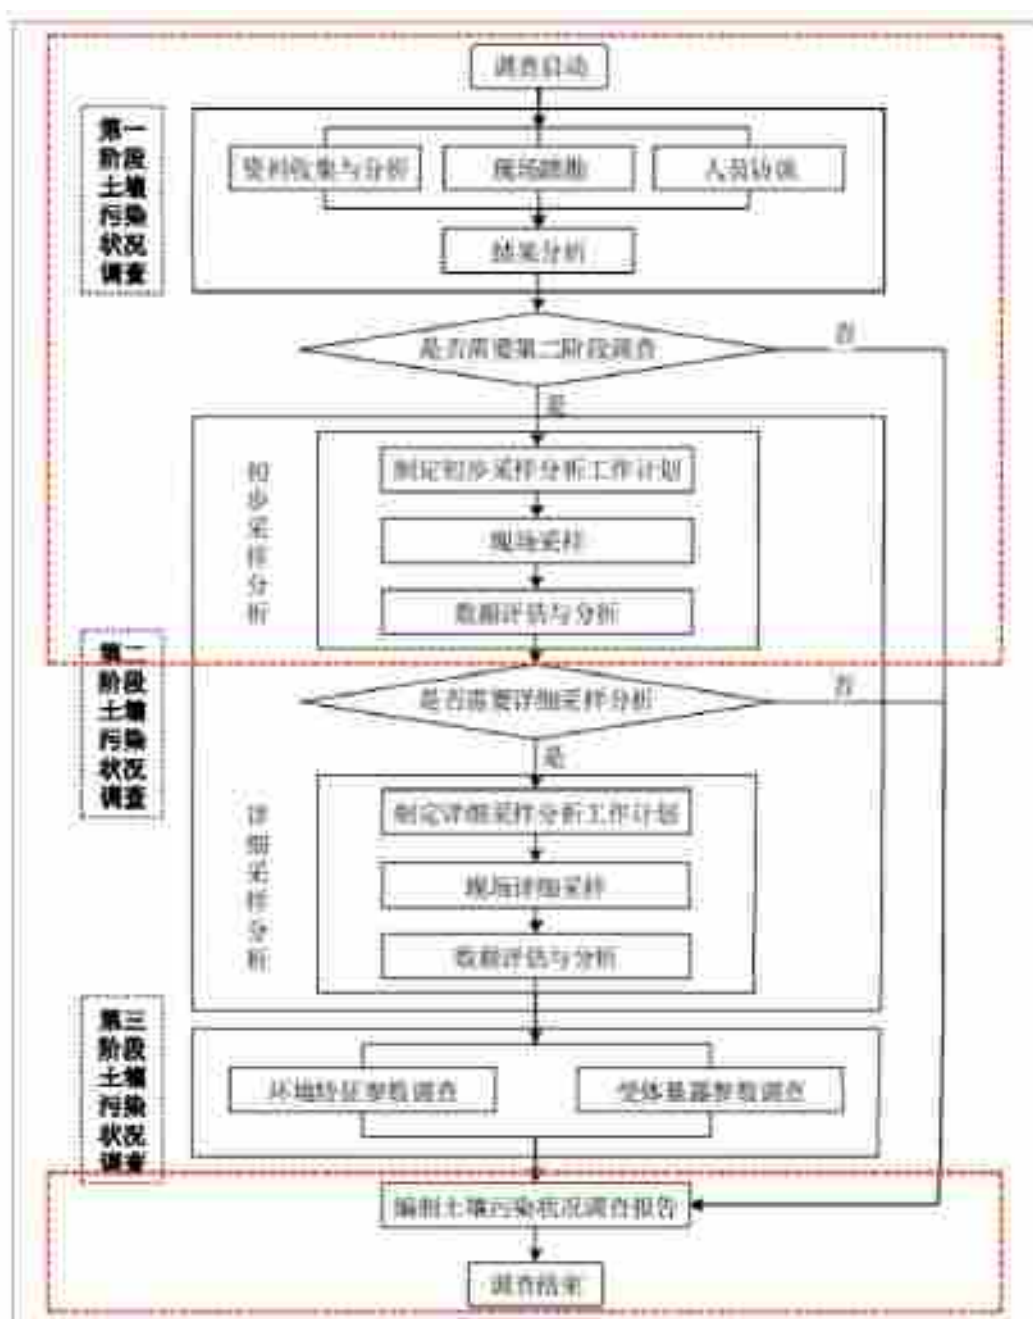 调查启动
第一
阶段
土壤
污染
状况
调查
资料收集与分析
现场踏勘
人员访谈
结果分析
是否需要第二阶段调查
否
是
初步采样分析
制定初步采样分析工作计划
现场采样
数据评估与分析
第一
阶段
土壤
污染
状况
调查
是否需要详细采样分析
否
是
详细采样分析
制定详细采样分析工作计划
现场详细采样
数据评估与分析
第三
阶段
土壤
污染
状况
调查
环境特征参数调查
受体暴露参数调查
编制土壤污染状况调查报告
调查结束